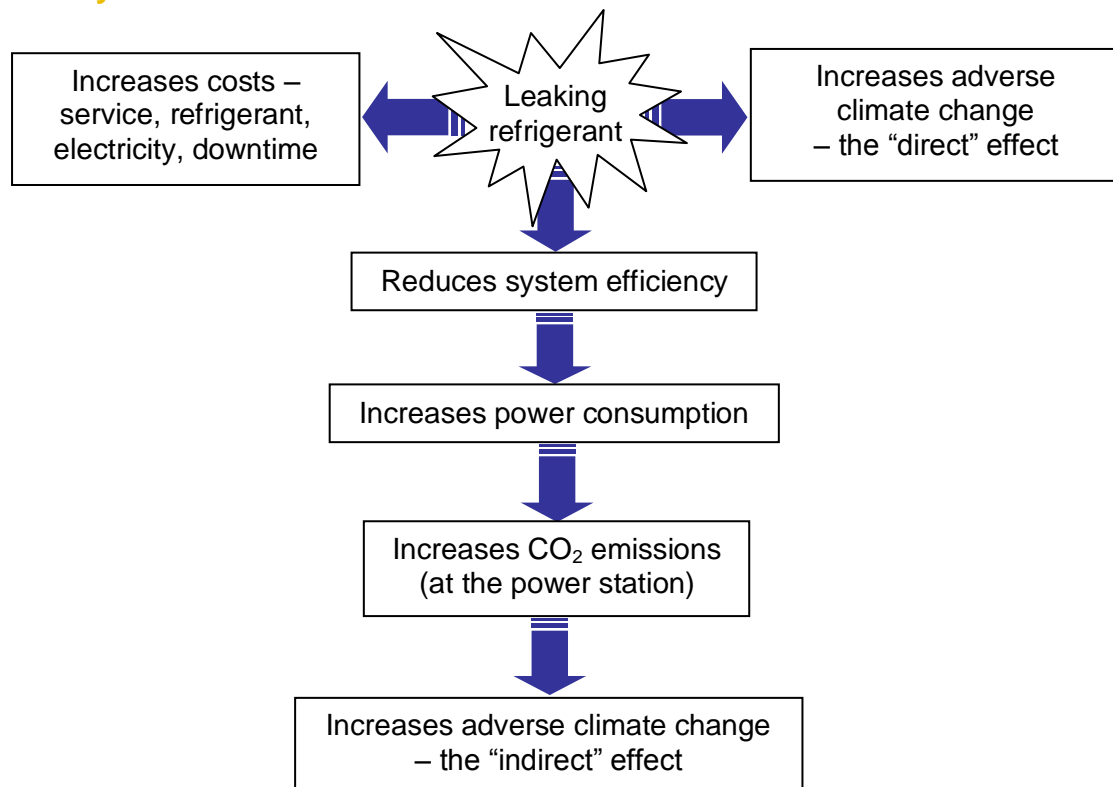 Increases costs –
service, refrigerant,
electricity, downtime
Leaking
refrigerant
Increases adverse
climate change
– the “direct” effect
Reduces system efficiency
Increases power consumption
Increases CO₂ emissions
(at the power station)
Increases adverse climate change
– the “indirect” effect